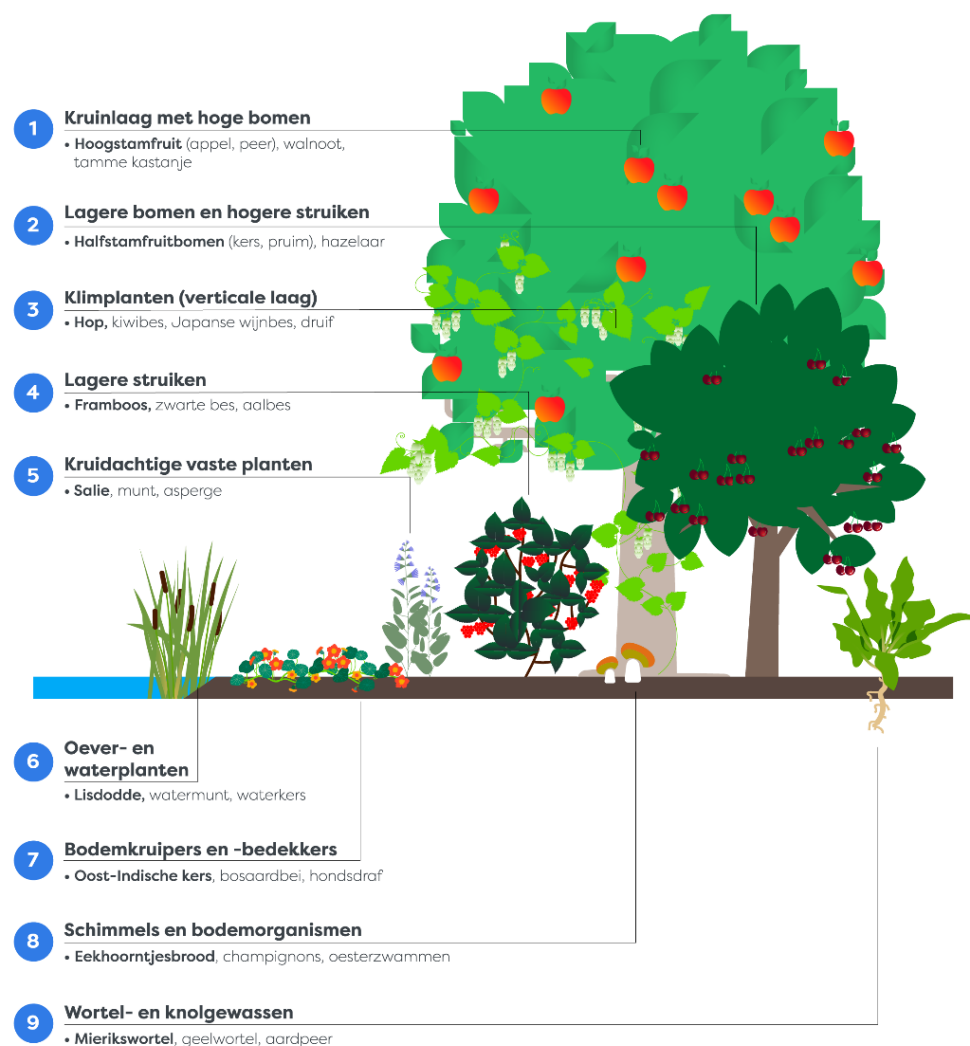 1
Kruinlaag met hoge bomen
• Hoogstamfruit (appel, peer), walnoot,
tamme kastanje
2
Lagere bomen en hogere struiken
• Halfstamfruitbomen (kers, pruim), hazelaar
3
Klimplanten (verticale laag)
• Hop, kiwibes, Japanse wijnbes, druif
4
Lagere struiken
• Framboos, zwarte bes, aalbes
5
Kruidachtige vaste planten
• Salie, munt, asperge
6
Oever- en
waterplanten
• Lisdodde, watermunt, waterkers
7
Bodemkruipers en -bedekkers
• Oost-Indische kers, bosaardbei, hondsdraf
8
Schimmels en bodemorganismen
• Eekhoorntjesbrood, champignons, oesterzwammen
9
Wortel- en knolgewassen
• Mierikswortel, geelwortel, aardpeer